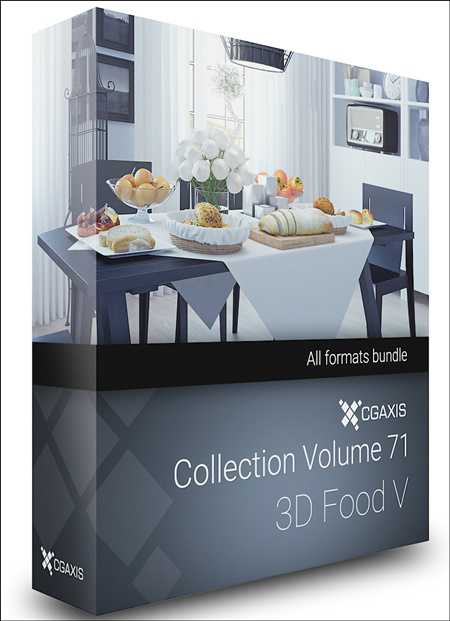 All formats bundle
CGAXIS
Collection Volume 71
3D Food V
CGAXIS